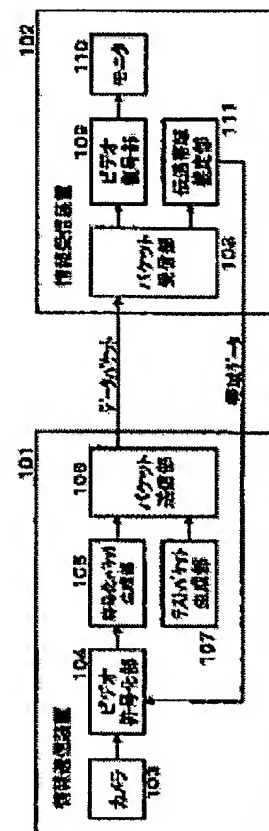 101
情報送信装置
103
カメラ
104
ビデオ
符号化部
105
符号化パケット
生成部
107
テストパケット
生成部
106
パケット
送信部
データパケット
帯域データ
102
情報受信装置
パケット
受信部
109
ビデオ
復号部
110
モニタ
伝送帯域
推定部
111